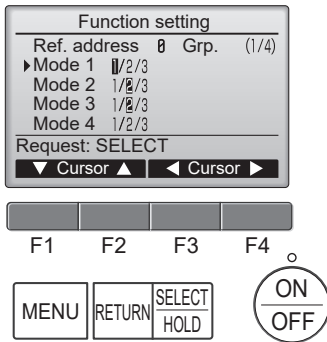 Function setting
Ref. address 0 Grp. (1/4)
Mode 1 1/2/3
Mode 2 1/2/3
Mode 3 1/2/3
Mode 4 1/2/3
Request: SELECT
▼ Cursor ▲ ◀ Cursor ▶
F1 F2 F3 F4
MENU RETURN SELECT HOLD ON OFF